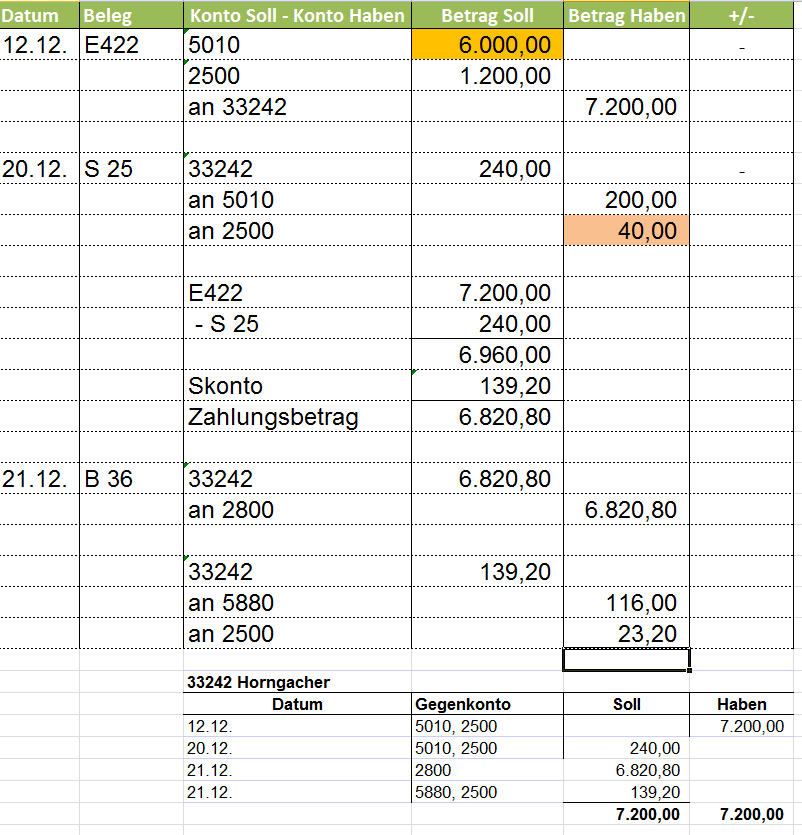 Datum Beleg Konto Soll - Konto Haben Betrag Soll Betrag Haben +/-
12.12. E422 5010 6.000,00 -
2500 1.200,00
an 33242 7.200,00
20.12. S 25 33242 240,00 -
an 5010 200,00
an 2500 40,00
E422 7.200,00
- S 25 240,00
6.960,00
Skonto 139,20
Zahlungsbetrag 6.820,80
21.12. B 36 33242 6.820,80
an 2800 6.820,80
33242 139,20
an 5880 116,00
an 2500 23,20
33242 Horngacher
Datum Gegenkonto Soll Haben
12.12. 5010, 2500 7.200,00
20.12. 5010, 2500 240,00
21.12. 2800 6.820,80
21.12. 5880, 2500 139,20
7.200,00 7.200,00